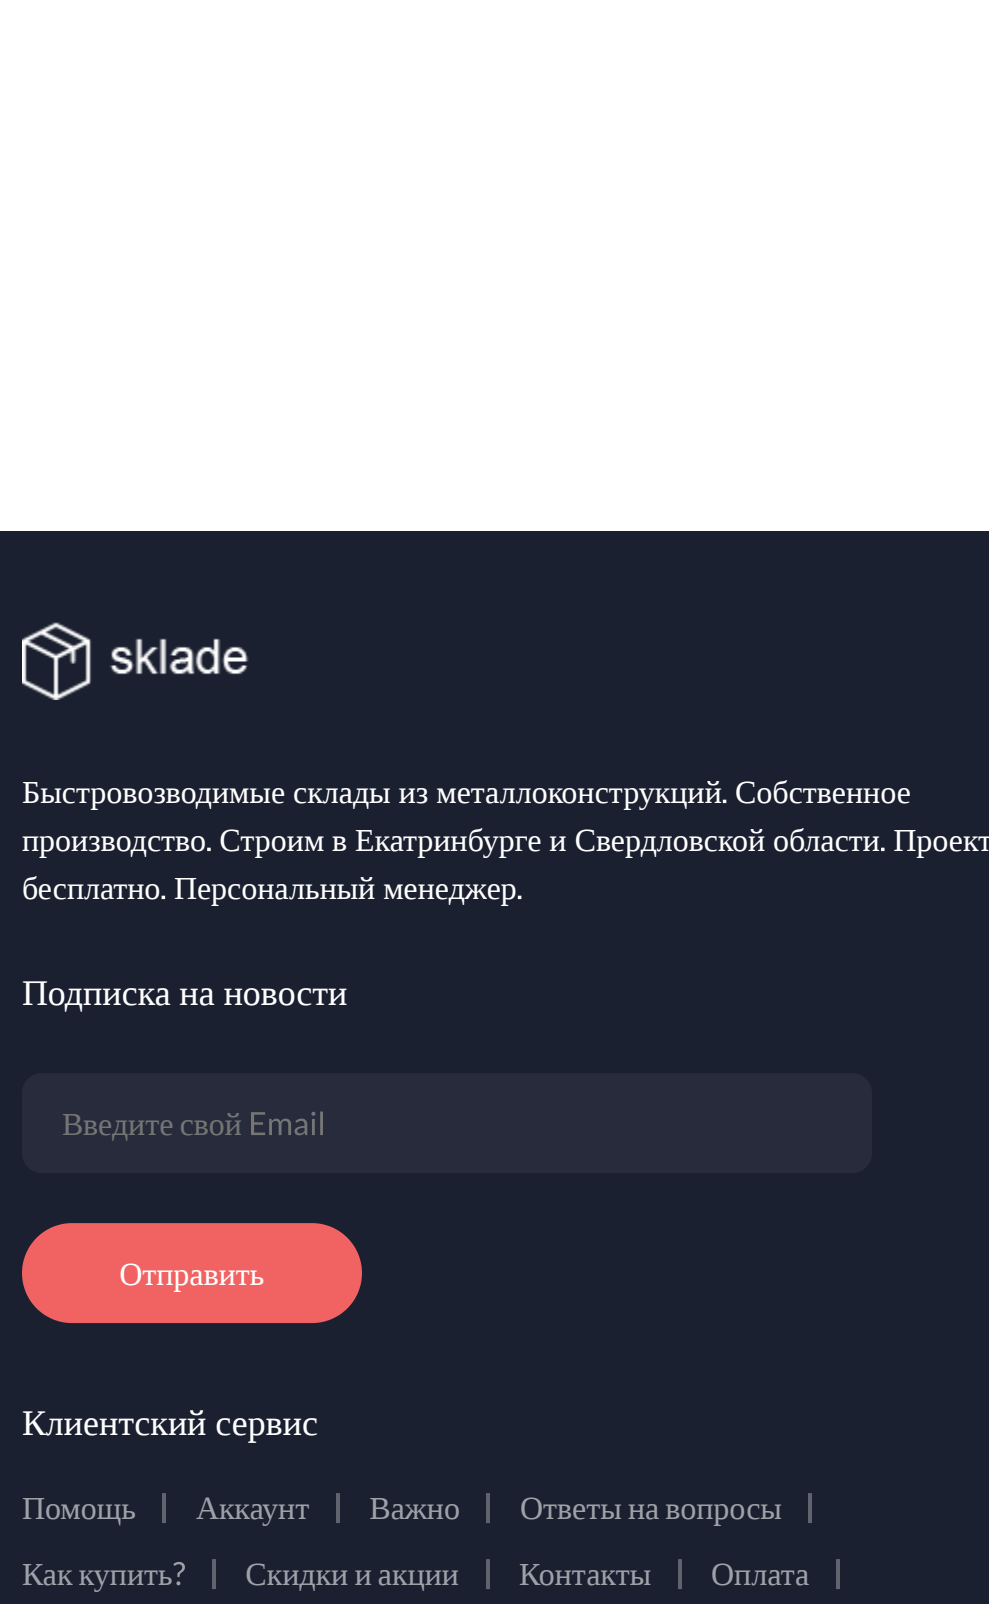 sklade
Быстровозводимые склады из металлоконструкций. Собственное
производство. Строим в Екатринбурге и Свердловской области. Проект
бесплатно. Персональный менеджер.
Подписка на новости
Введите свой Email
Отправить
Клиентский сервис
Помощь | Аккаунт | Важно | Ответы на вопросы |
Как купить? | Скидки и акции | Контакты | Оплата |